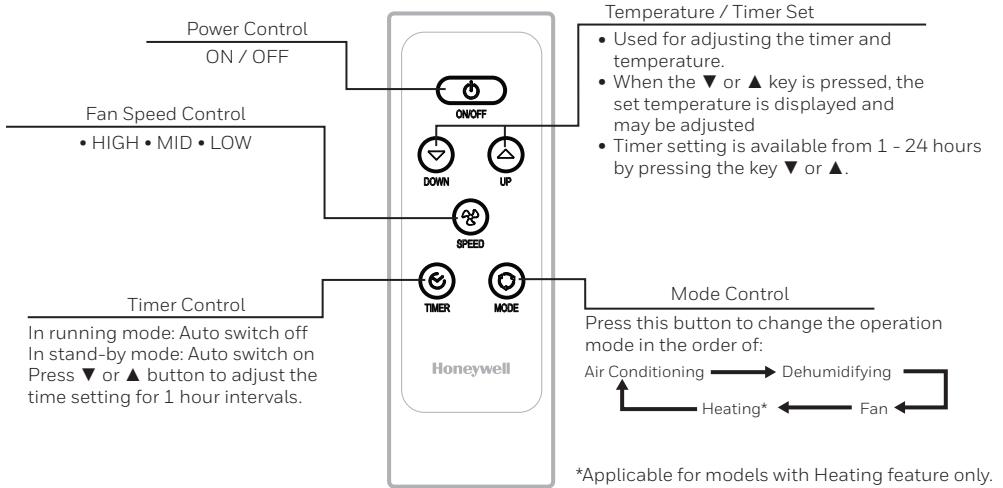 Power Control
ON / OFF
Fan Speed Control
• HIGH • MID • LOW
Timer Control
In running mode: Auto switch off
In stand-by mode: Auto switch on
Press ▼ or ▲ button to adjust the
time setting for 1 hour intervals.
ON/OFF
DOWN
UP
SPEED
TIMER
MODE
Honeywell
Temperature / Timer Set
• Used for adjusting the timer and
temperature.
• When the ▼ or ▲ key is pressed, the
set temperature is displayed and
may be adjusted
• Timer setting is available from 1 - 24 hours
by pressing the key ▼ or ▲.
Mode Control
Press this button to change the operation
mode in the order of:
Air Conditioning
Dehumidifying
Heating*
Fan
*Applicable for models with Heating feature only.